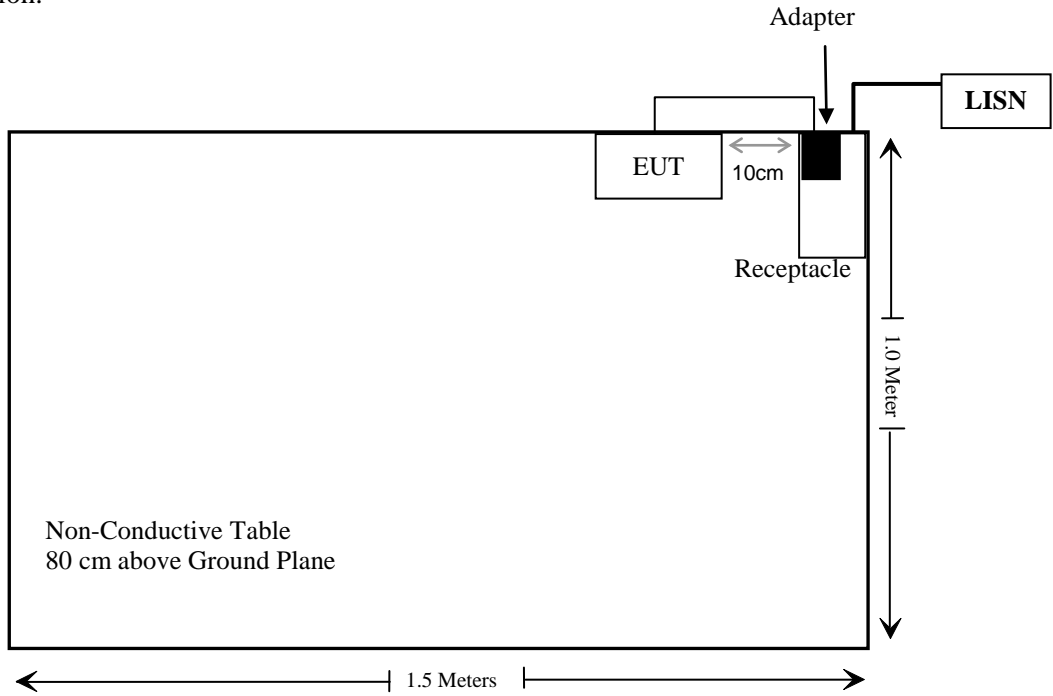 Adapter
LISN
EUT
10cm
Receptacle
1.0 Meter
Non-Conductive Table
80 cm above Ground Plane
1.5 Meters